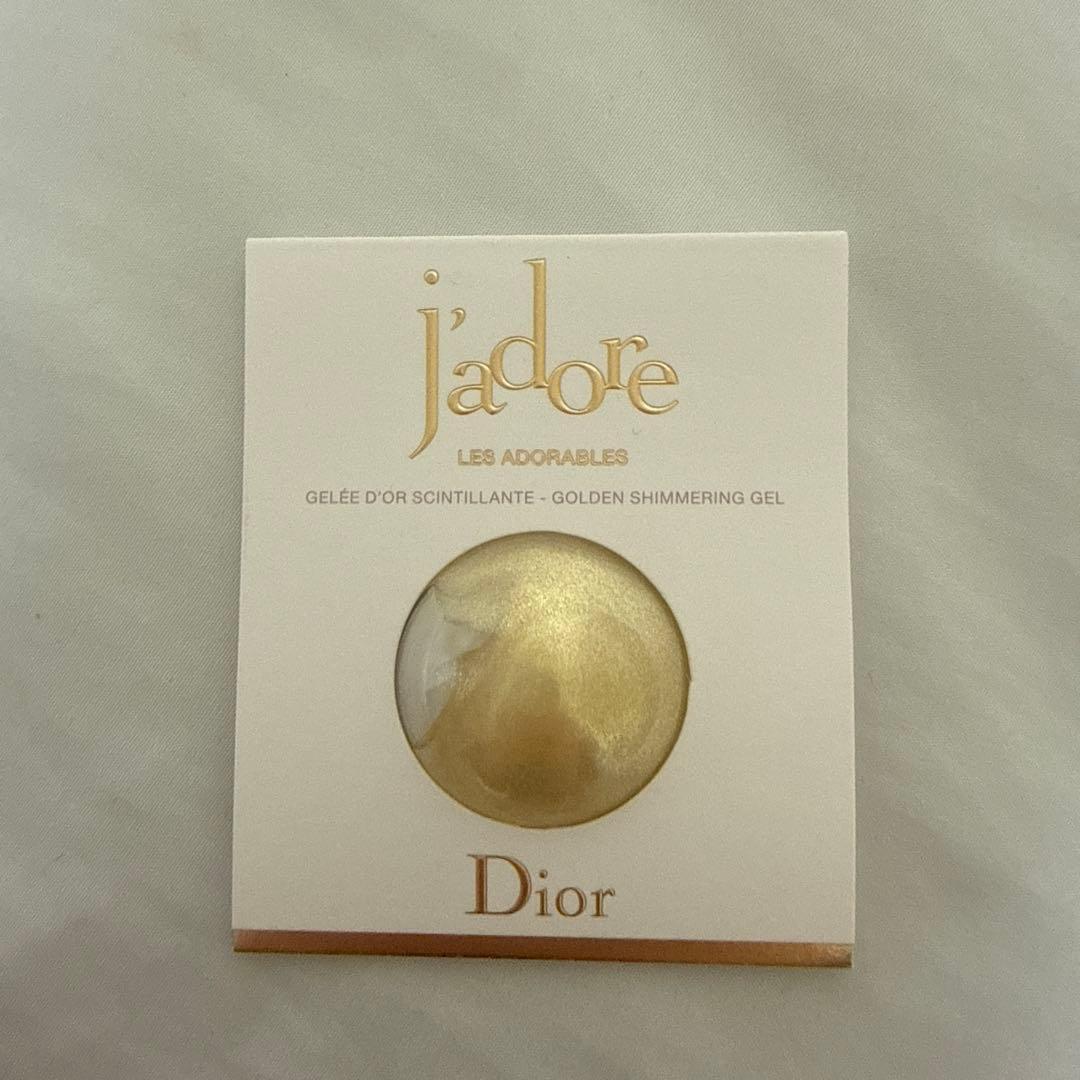 j'adore
LES ADORABLES
GELÉE D'OR SCINTILLANTE - GOLDEN SHIMMERING GEL
Dior